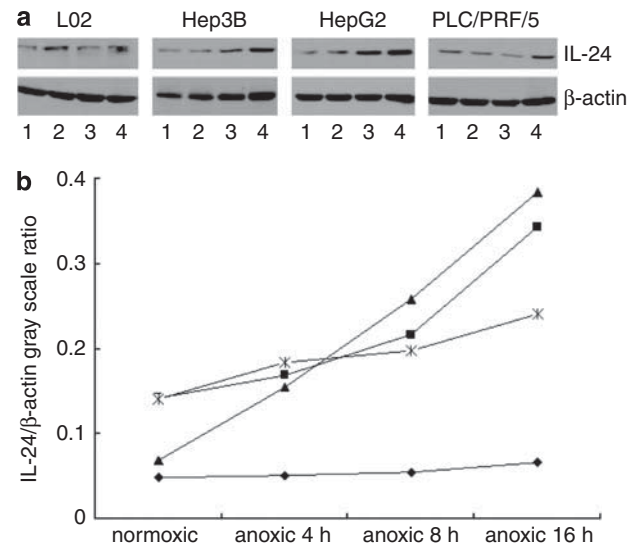 a
L02 Hep3B HepG2 PLC/PRF/5
IL-24
β-actin
1 2 3 4 1 2 3 4 1 2 3 4 1 2 3 4
b
IL-24/β-actin gray scale ratio
0.4
0.3
0.2
0.1
0
normoxic anoxic 4 h anoxic 8 h anoxic 16 h